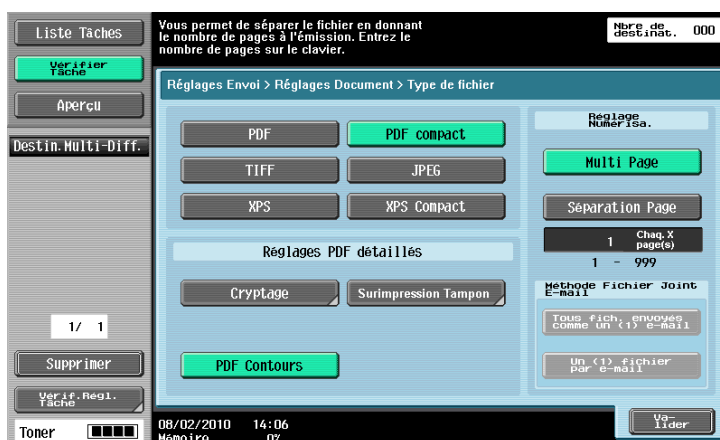 Liste Tâches
Vérifier
Tâche
Aperçu
Destin.Multi-Diff.
1/ 1
Supprimer
Vérif.Régl.
Tâche
Toner
Vous permet de séparer le fichier en donnant
le nombre de pages à l'émission. Entrez le
nombre de pages sur le clavier.
Nbre de
destinat. 000
Réglages Envoi > Réglages Document > Type de fichier
PDF
PDF compact
TIFF
JPEG
XPS
XPS Compact
Réglages PDF détaillés
Cryptage
Surimpression Tampon
PDF Contours
Réglage
Numérisa.
Multi Page
Séparation Page
1 Chaq.X
page(s)
1 - 999
Méthode Fichier Joint
E-mail
Tous fich. envoyés
comme un (1) e-mail
Un (1) fichier
par e-mail
08/02/2010 14:06
Mémoire 0%
Va-
lider